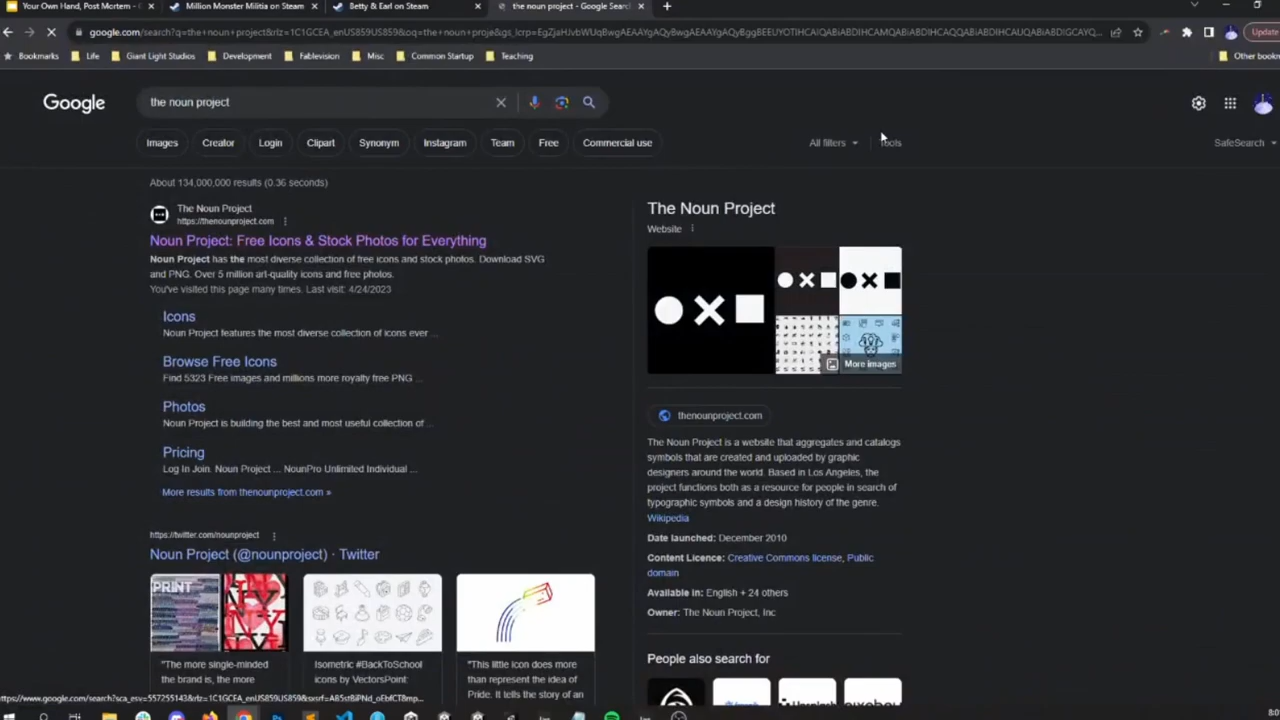 Your Own Hand, Post Mortem -
Million Monster Militia on Steam
Betty & Earl on Steam
the noun project - Google Search
Update
Bookmarks
Life
Giant Light Studios
Development
Fablevision
Misc
Common Startup
Teaching
Other book
Google
the noun project
Images
Creator
Login
Clipart
Synonym
Instagram
Team
Free
Commercial use
All filters
Tools
SafeSearch
About 134,000,000 results (0.36 seconds)
The Noun Project
https://thenounproject.com
Noun Project: Free Icons & Stock Photos for Everything
Noun Project has the most diverse collection of free icons and stock photos. Download SVG
and PNG. Over 5 million art-quality icons and free photos.
You've visited this page many times. Last visit: 4/24/2023
Icons
Noun Project features the most diverse collection of icons ever ...
Browse Free Icons
Find 5323 Free images and millions more royalty free PNG ...
Photos
Noun Project is building the best and most useful collection of ...
Pricing
Log In Join. Noun Project ... NounPro Unlimited Individual ...
More results from thenounproject.com »
https://twitter.com/nounproject
Noun Project (@nounproject) · Twitter
PRINT
"The more single-minded
the brand is, the more
Isometric #BackToSchool
icons by VectorsPoint:
"This little icon does more
than represent the idea of
Pride. It tells the story of an
The Noun Project
Website
More images
thenounproject.com
The Noun Project is a website that aggregates and catalogs
symbols that are created and uploaded by graphic
designers around the world. Based in Los Angeles, the
project functions both as a resource for people in search of
typographic symbols and a design history of the genre.
Wikipedia
Date launched: December 2010
Content Licence: Creative Commons license, Public
domain
Available in: English + 24 others
Owner: The Noun Project, Inc
People also search for